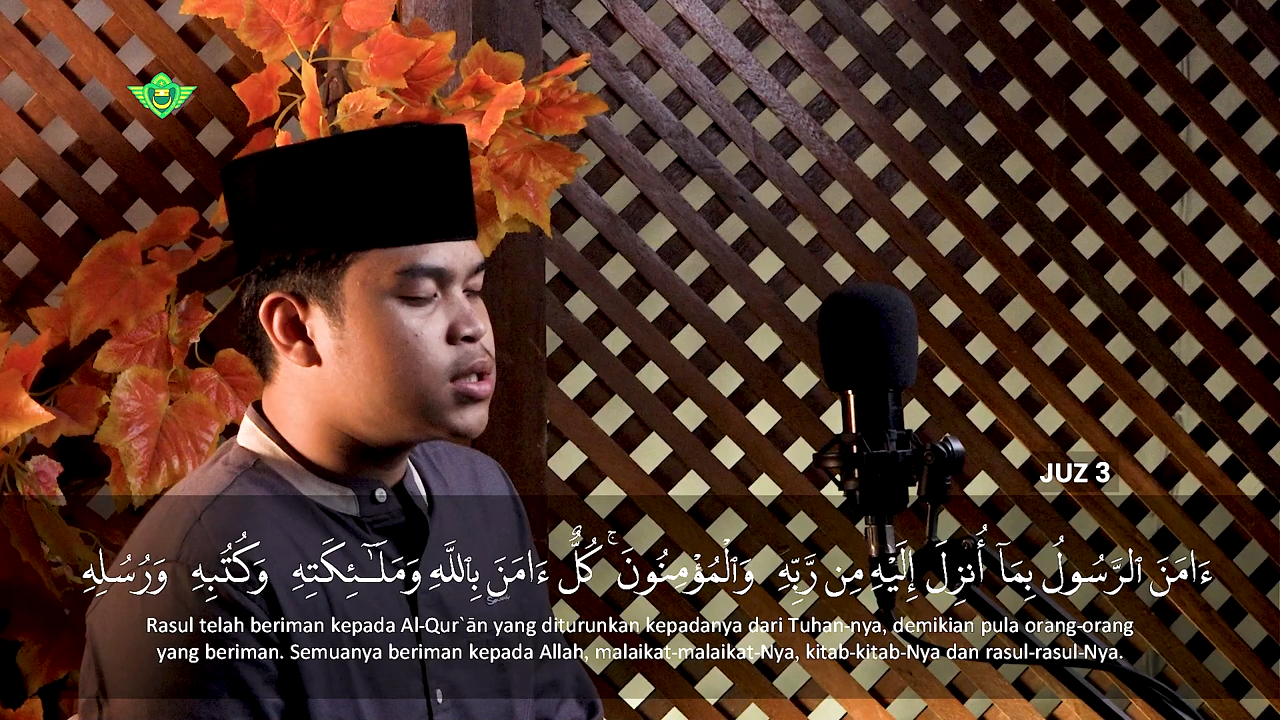 JUZ 3
ءَامَنَ ٱلرَّسُولُ بِمَآ أُنزِلَ إِلَيْهِ مِن رَّبِّهِۦ وَٱلْمُؤْمِنُونَ ۚ كُلٌّ ءَامَنَ بِٱللَّهِ وَمَلَـٰٓئِكَتِهِۦ وَكُتُبِهِۦ وَرُسُلِهِۦ
Rasul telah beriman kepada Al-Qur`ān yang diturunkan kepadanya dari Tuhan-nya, demikian pula orang-orang
yang beriman. Semuanya beriman kepada Allah, malaikat-malaikat-Nya, kitab-kitab-Nya dan rasul-rasul-Nya.